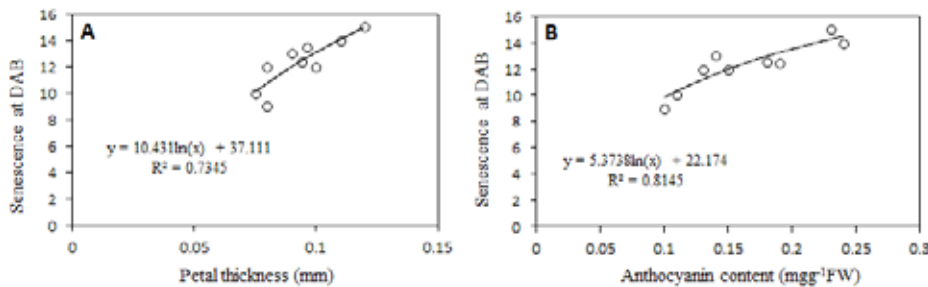 A
Senescence at DAB
16
14
12
10
8
6
4
2
0
y = 10.431ln(x) + 37.111
R² = 0.7345
0
0.05
0.1
0.15
Petal thickness (mm)
B
Senescence at DAB
16
14
12
10
8
6
4
2
0
y = 5.3738ln(x) + 22.174
R² = 0.8145
0
0.1
0.15
0.2
0.25
0.3
Anthocyanin content (mgg⁻¹FW)